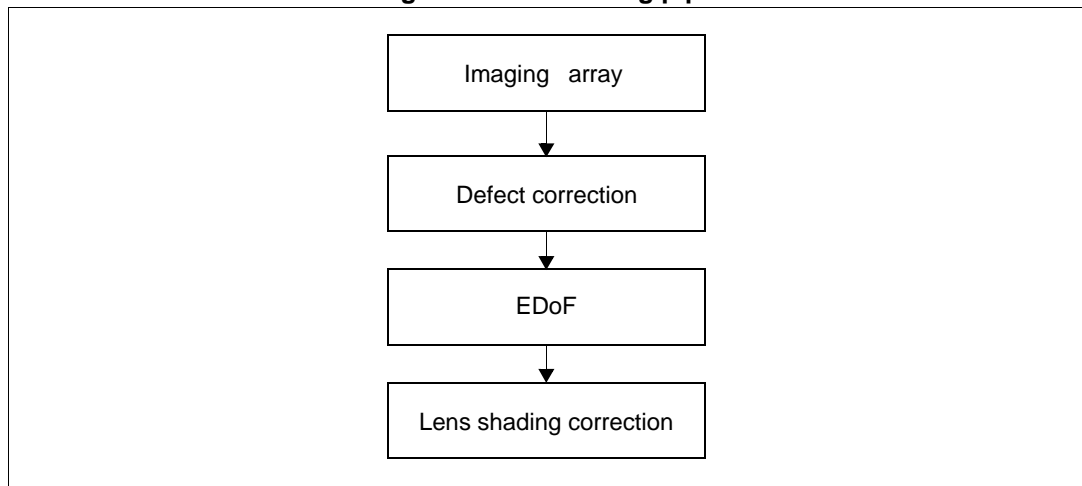 Imaging array
Defect correction
EDoF
Lens shading correction